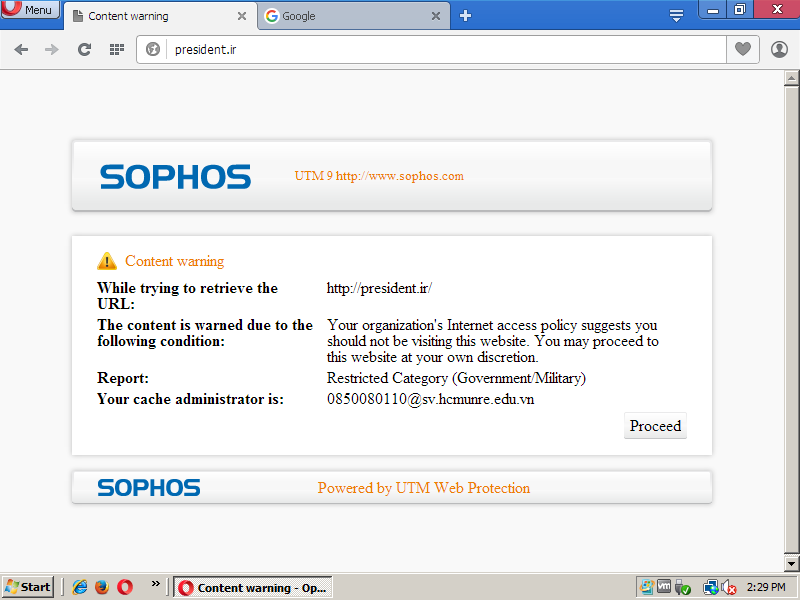 Menu
Content warning
Google
president.ir
SOPHOS
UTM 9 http://www.sophos.com
Content warning
While trying to retrieve the
URL:
http://president.ir/
The content is warned due to the
following condition:
Your organization's Internet access policy suggests you
should not be visiting this website. You may proceed to
this website at your own discretion.
Report:
Restricted Category (Government/Military)
Your cache administrator is:
0850080110@sv.hcmunre.edu.vn
Proceed
SOPHOS
Powered by UTM Web Protection
Start
Content warning - Op...
vm
2:29 PM